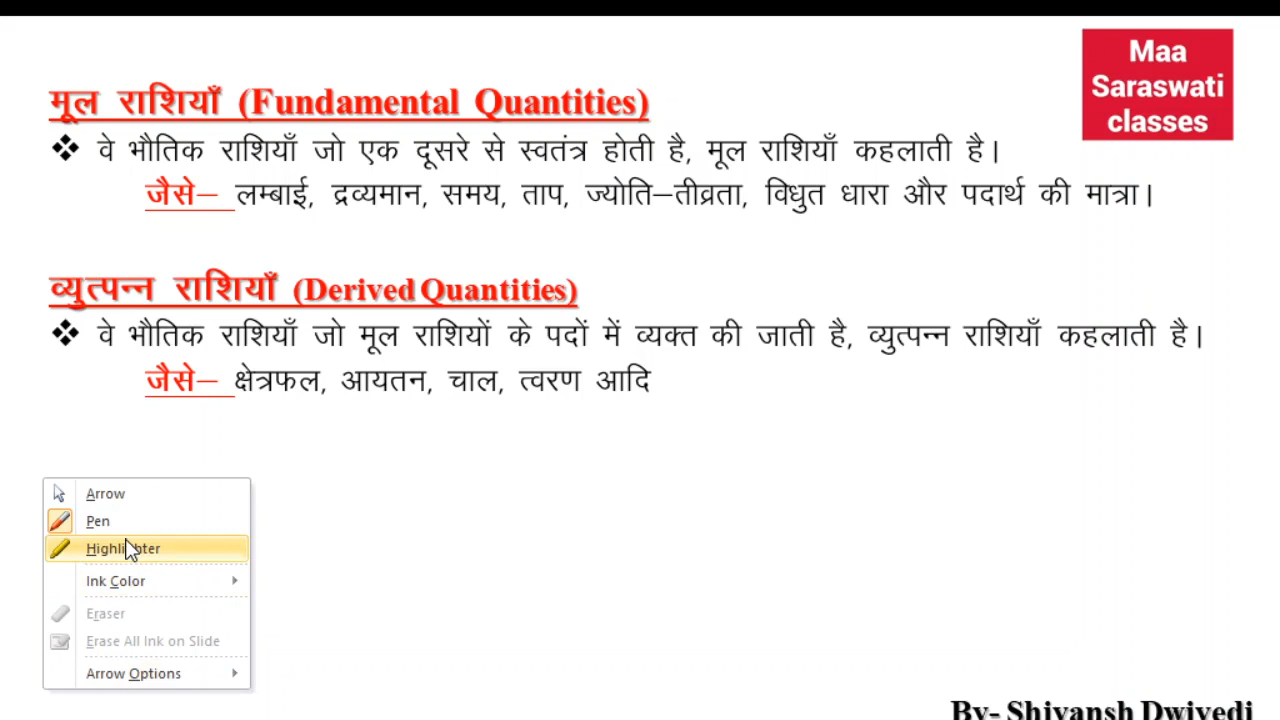 Maa
Saraswati
classes
मूल राशियाँ (Fundamental Quantities)
❖ वे भौतिक राशियाँ जो एक दूसरे से स्वतंत्र होती है, मूल राशियाँ कहलाती है।
जैसे– लम्बाई, द्रव्यमान, समय, ताप, ज्योति–तीव्रता, विधुत धारा और पदार्थ की मात्रा।
व्युत्पन्न राशियाँ (Derived Quantities)
❖ वे भौतिक राशियाँ जो मूल राशियों के पदों में व्यक्त की जाती है, व्युत्पन्न राशियाँ कहलाती है।
जैसे– क्षेत्रफल, आयतन, चाल, त्वरण आदि
Arrow
Pen
Highlighter
Ink Color
Eraser
Erase All Ink on Slide
Arrow Options
By- Shivansh Dwivedi